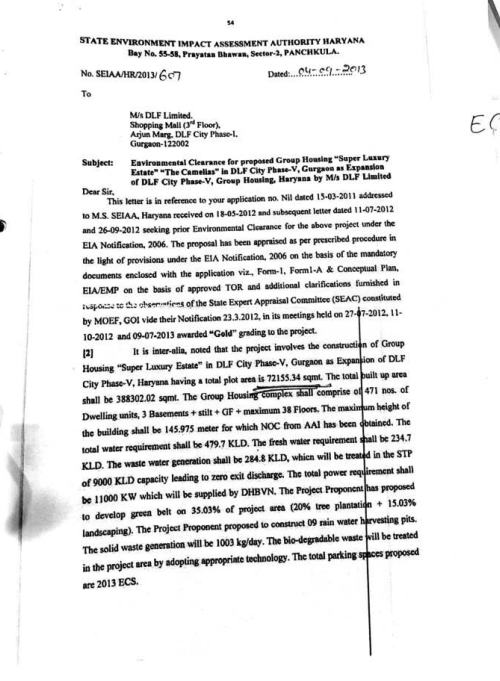 54
STATE ENVIRONMENT IMPACT ASSESSMENT AUTHORITY HARYANA
Bay No. 55-58, Prayatan Bhawan, Sector-2, PANCHKULA.
No. SEIAA/HR/2013/607
Dated:...04-09-2013
To
M/s DLF Limited.
Shopping Mall (3rd Floor),
Arjun Marg, DLF City Phase-I,
Gurgaon-122002
Subject: Environmental Clearance for proposed Group Housing "Super Luxury
Estate" "The Camelias" in DLF City Phase-V, Gurgaon as Expansion
of DLF City Phase-V, Group Housing, Haryana by M/s DLF Limited
Dear Sir,
This letter is in reference to your application no. Nil dated 15-03-2011 addressed
to M.S. SEIAA, Haryana received on 18-05-2012 and subsequent letter dated 11-07-2012
and 26-09-2012 seeking prior Environmental Clearance for the above project under the
EIA Notification, 2006. The proposal has been appraised as per prescribed procedure in
the light of provisions under the EIA Notification, 2006 on the basis of the mandatory
documents enclosed with the application viz., Form-1, Form1-A & Conceptual Plan,
EIA/EMP on the basis of approved TOR and additional clarifications furnished in
response to the observations of the State Expert Appraisal Committee (SEAC) constituted
by MOEF, GOI vide their Notification 23.3.2012, in its meetings held on 27-07-2012, 11-
10-2012 and 09-07-2013 awarded "Gold" grading to the project.
[2] It is inter-alia, noted that the project involves the construction of Group
Housing "Super Luxury Estate" in DLF City Phase-V, Gurgaon as Expansion of DLF
City Phase-V, Haryana having a total plot area is 72155.34 sqmt. The total built up area
shall be 388302.02 sqmt. The Group Housing complex shall comprise of 471 nos. of
Dwelling units, 3 Basements + stilt + GF + maximum 38 Floors. The maximum height of
the building shall be 145.975 meter for which NOC from AAI has been obtained. The
total water requirement shall be 479.7 KLD. The fresh water requirement shall be 234.7
KLD. The waste water generation shall be 284.8 KLD, which will be treated in the STP
of 9000 KLD capacity leading to zero exit discharge. The total power requirement shall
be 11000 KW which will be supplied by DHBVN. The Project Proponent has proposed
to develop green belt on 35.03% of project area (20% tree plantation + 15.03%
landscaping). The Project Proponent proposed to construct 09 rain water harvesting pits.
The solid waste generation will be 1003 kg/day. The bio-degradable waste will be treated
in the project area by adopting appropriate technology. The total parking spaces proposed
are 2013 ECS.